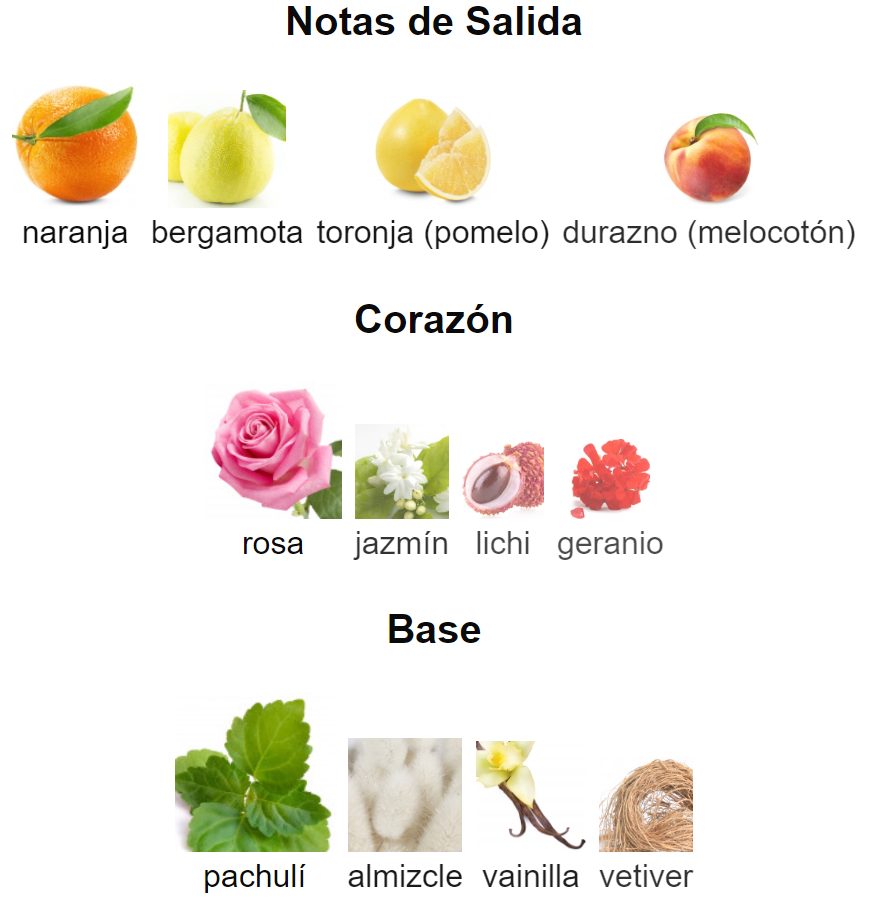 Notas de Salida
naranja bergamota toronja (pomelo) durazno (melocotón)
Corazón
rosa jazmín lichi geranio
Base
pachulí almizcle vainilla vetiver